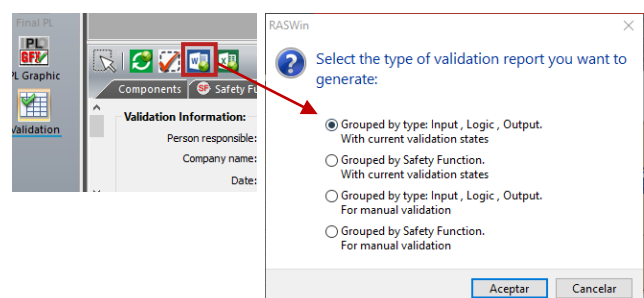 Final PL
PL
GFX
PL Graphic
Validation
Components
SF Safety Fu
Validation Information:
Person responsible:
Company name:
Date:
RASWin
Select the type of validation report you want to
generate:
Grouped by type: Input , Logic , Output.
With current validation states
Grouped by Safety Function.
With current validation states
Grouped by type: Input , Logic , Output.
For manual validation
Grouped by Safety Function.
For manual validation
Aceptar
Cancelar